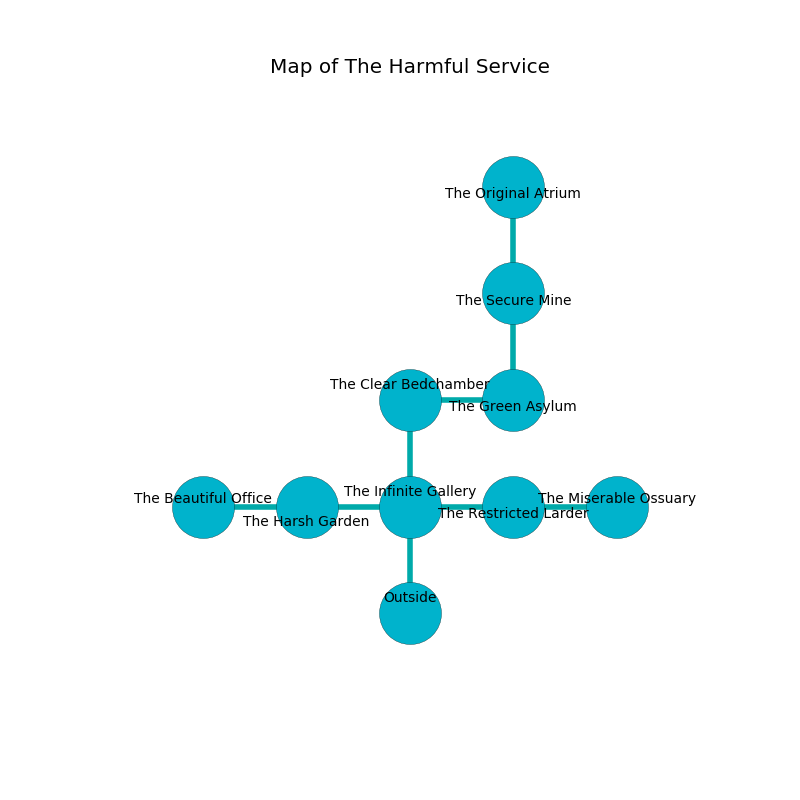 Map of The Harmful Service
The Original Atrium
The Secure Mine
The Clear Bedchamber
The Green Asylum
The Infinite Gallery
The Beautiful Office
The Miserable Ossuary
The Restricted Larder
The Harsh Garden
Outside